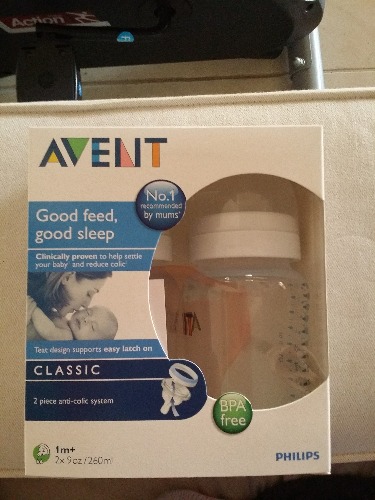 Action
AVENT
No.1
recommended
by mums*
Good feed,
good sleep
Clinically proven to help settle
your baby and reduce colic*
Teat design supports easy latch on
CLASSIC
2 piece anti-colic system
BPA
free
1m+
2x 9oz/260ml
PHILIPS